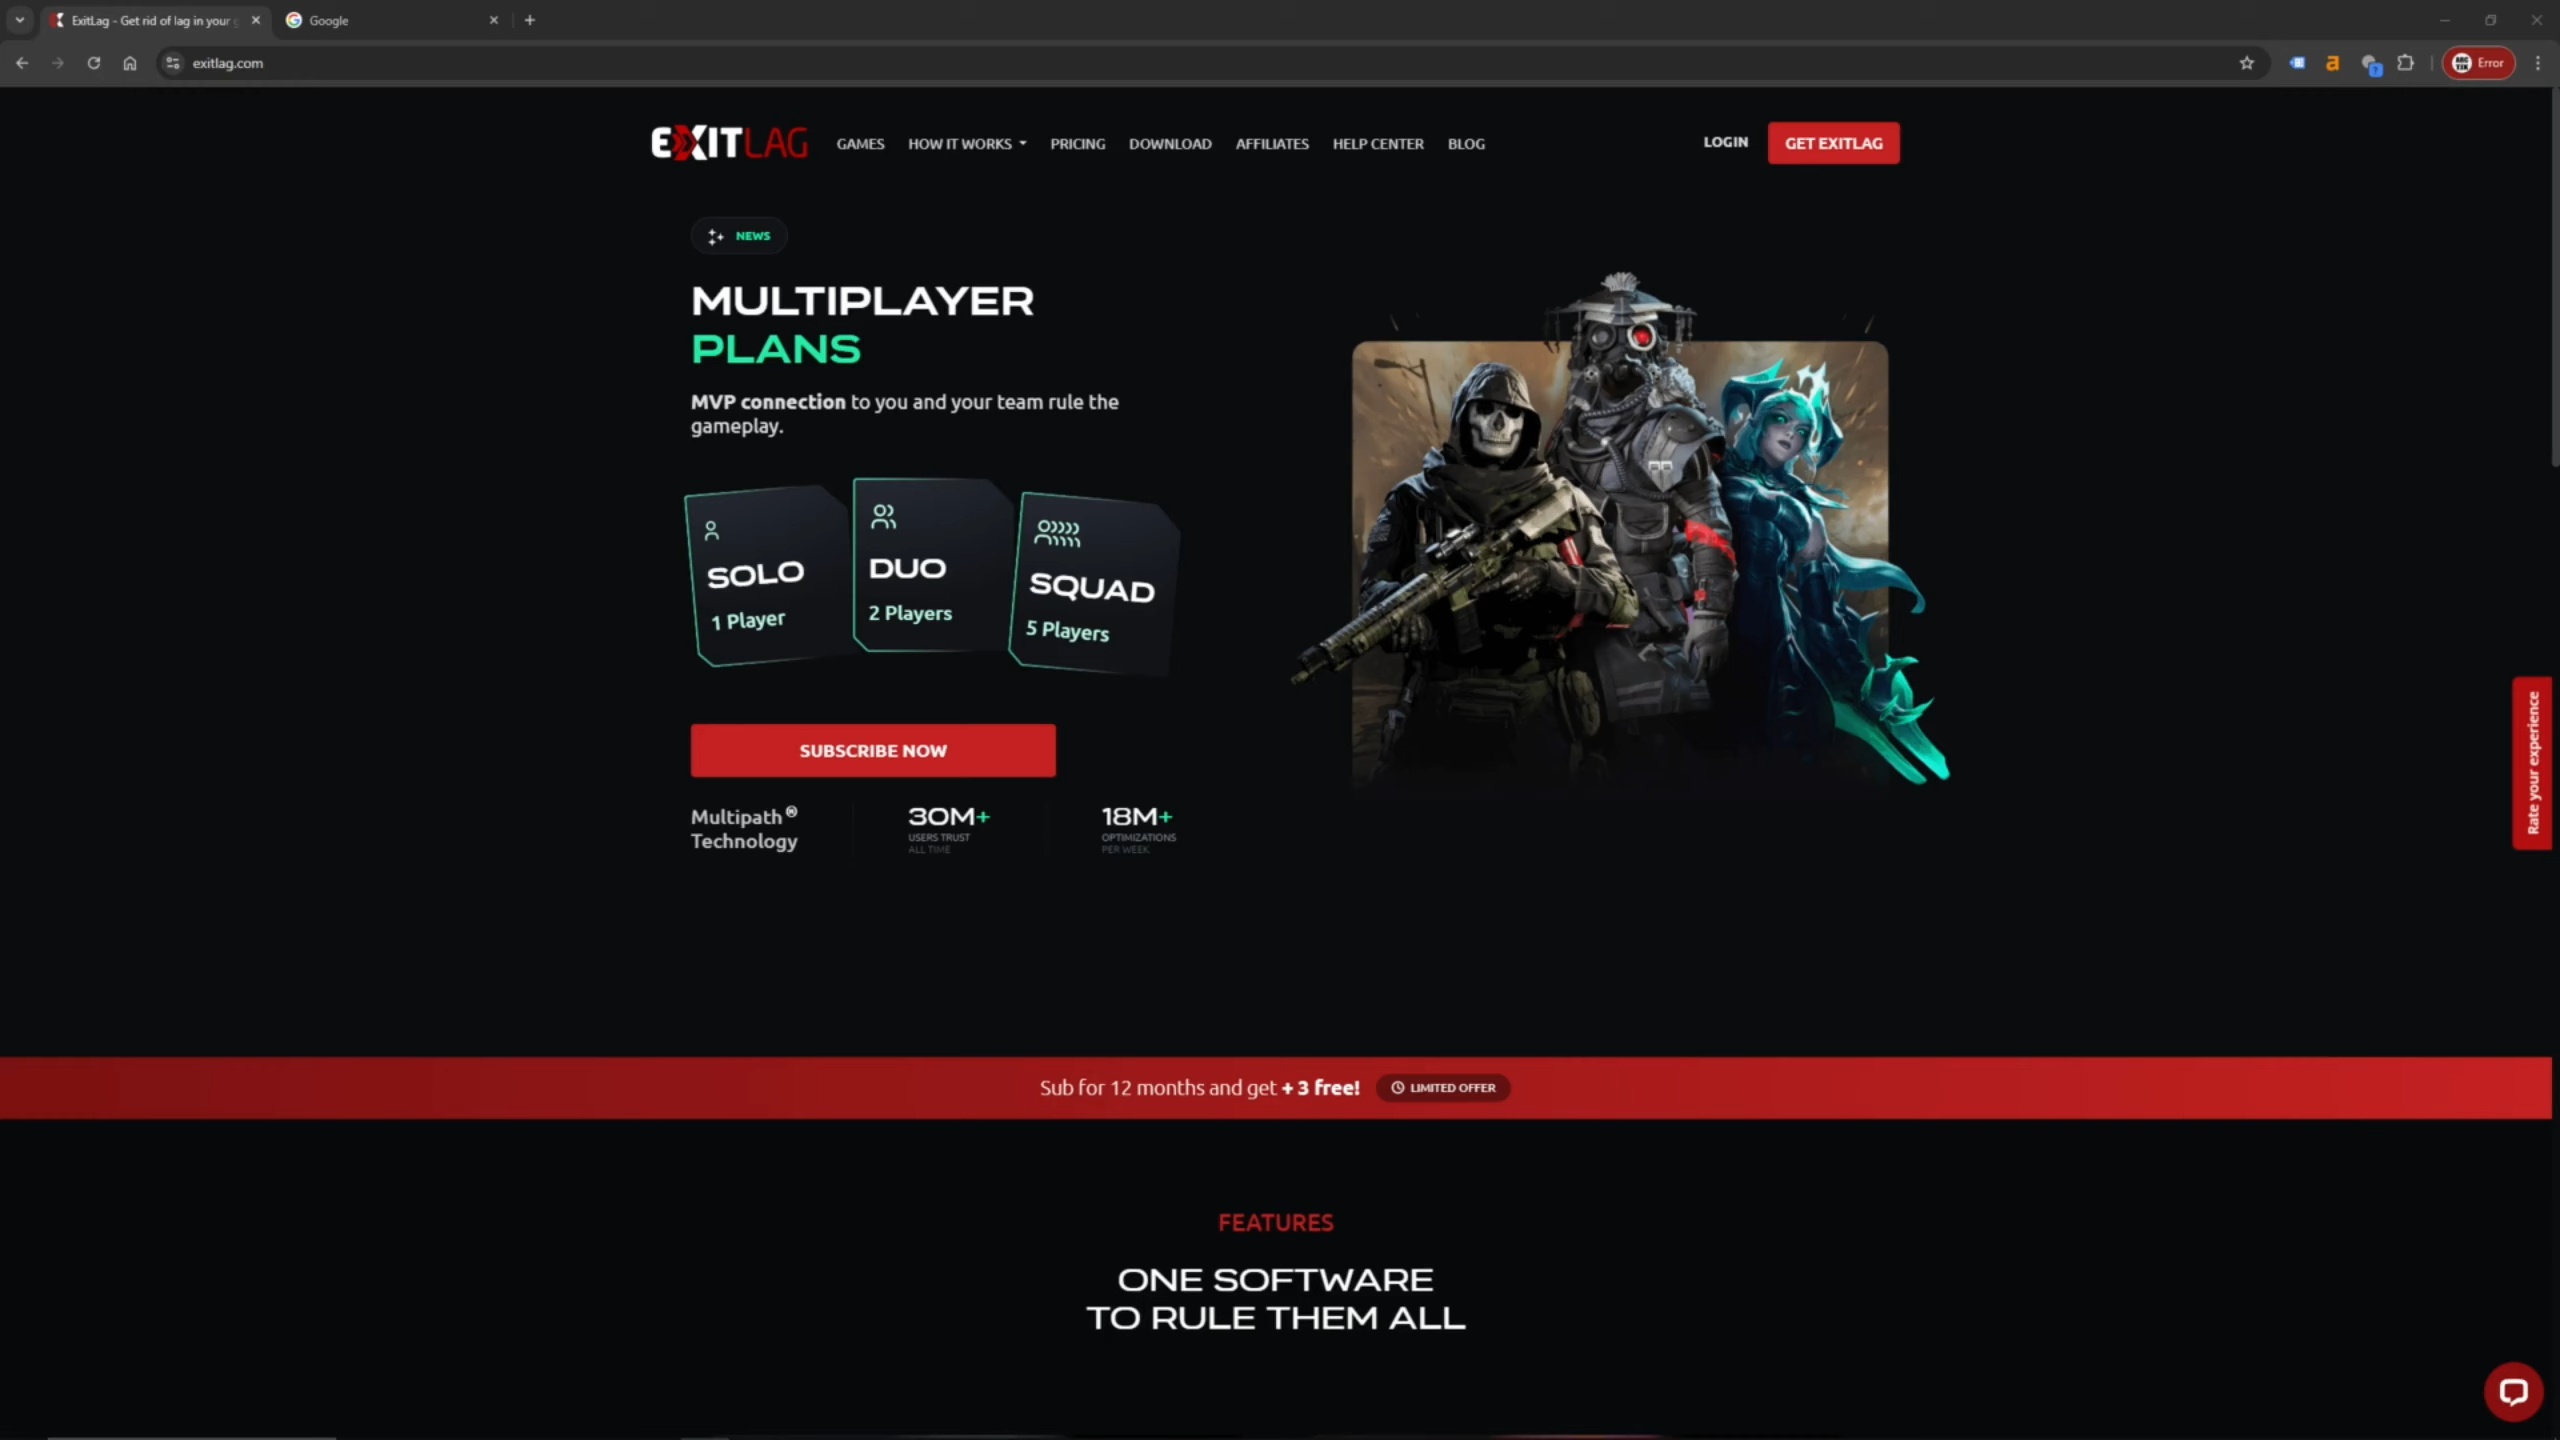 ExitLag - Get rid of lag in your g
Google
exitlag.com
Error
EXITLAG
GAMES
HOW IT WORKS
PRICING
DOWNLOAD
AFFILIATES
HELP CENTER
BLOG
LOGIN
GET EXITLAG
NEWS
MULTIPLAYER
PLANS
MVP connection to you and your team rule the
gameplay.
SOLO
1 Player
DUO
2 Players
SQUAD
5 Players
SUBSCRIBE NOW
Multipath®
Technology
30M+
USERS TRUST
ALL TIME
18M+
OPTIMIZATIONS
PER WEEK
Rate your experience
Sub for 12 months and get + 3 free!
LIMITED OFFER
FEATURES
ONE SOFTWARE
TO RULE THEM ALL